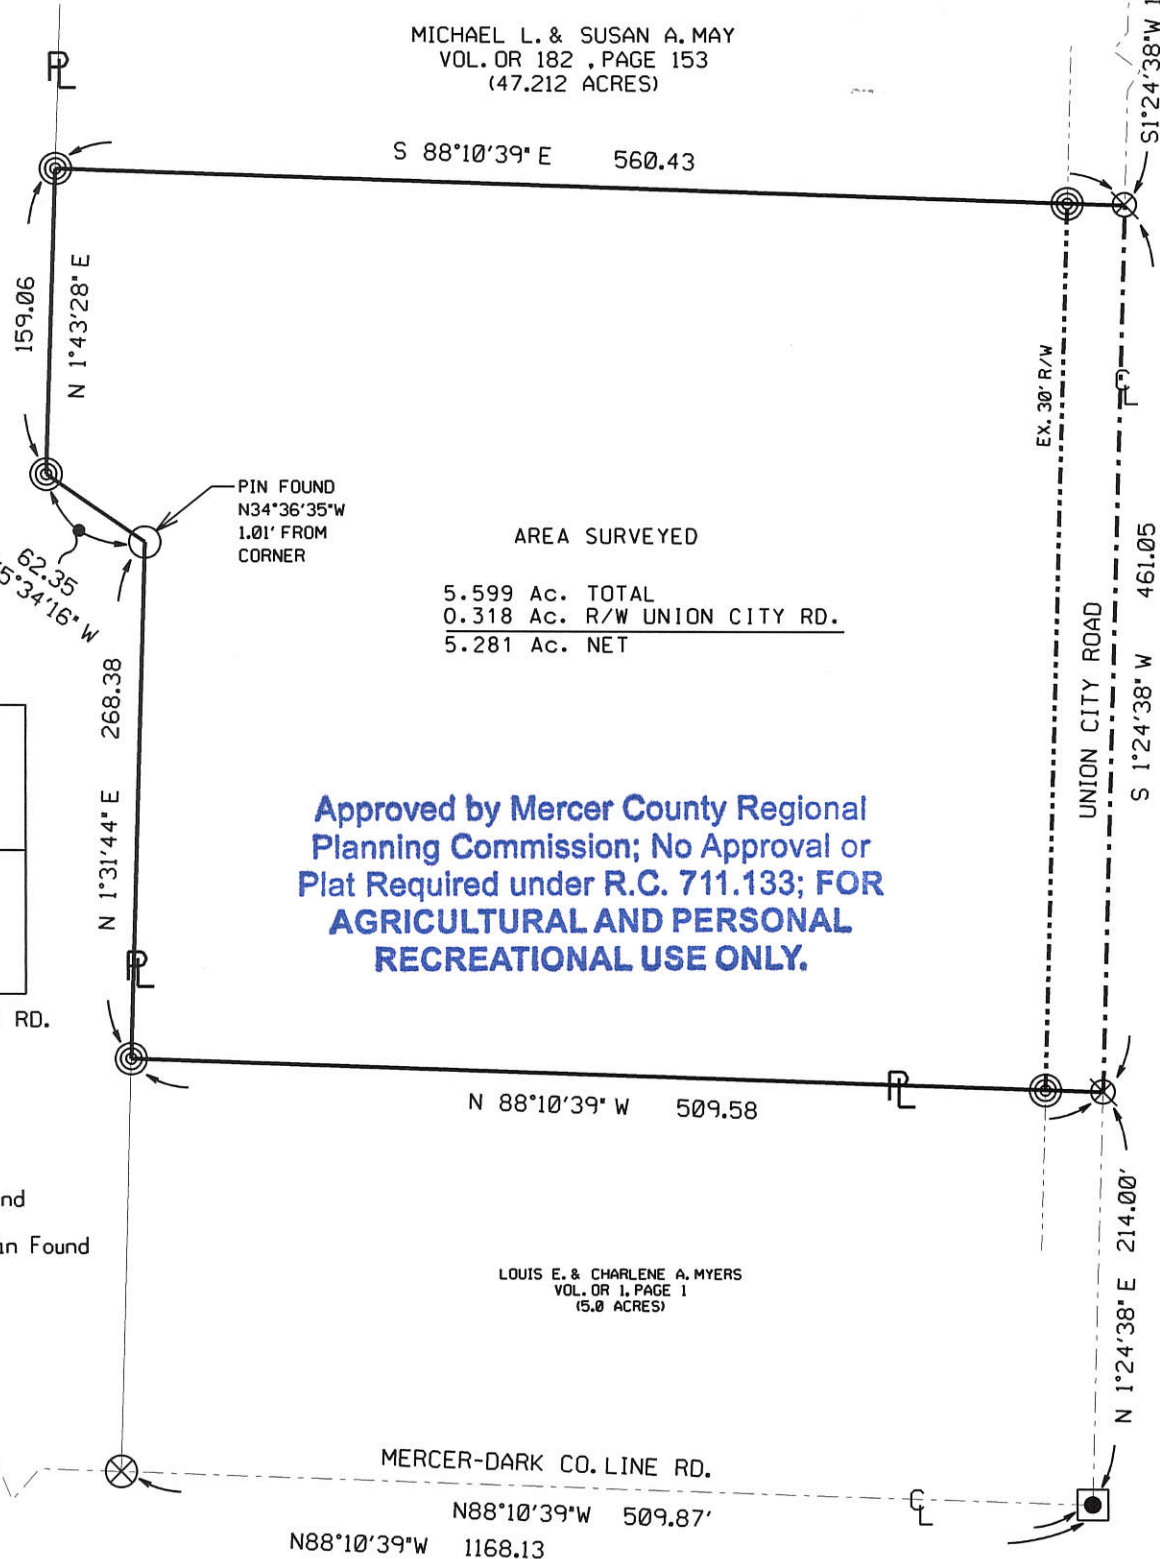 MICHAEL L. & SUSAN A. MAY
VOL. OR 182 , PAGE 153
(47.212 ACRES)
S1°24'38"W
S 88°10'39" E 560.43
159.06
N 1°43'28" E
EX. 30' R/W
PIN FOUND
N34°36'35"W
1.01' FROM
CORNER
62.35
5°34'16" W
AREA SURVEYED
5.599 Ac. TOTAL
0.318 Ac. R/W UNION CITY RD.
5.281 Ac. NET
UNION CITY ROAD
S 1°24'38" W 461.05
N 1°31'44" E 268.38
Approved by Mercer County Regional
Planning Commission; No Approval or
Plat Required under R.C. 711.133; FOR
AGRICULTURAL AND PERSONAL
RECREATIONAL USE ONLY.
PL
PL
PL
CL
CL
RD.
N 88°10'39" W 509.58
nd
in Found
LOUIS E. & CHARLENE A. MYERS
VOL. OR 1, PAGE 1
(5.0 ACRES)
N 1°24'38" E 214.00'
MERCER-DARK CO. LINE RD.
N88°10'39"W 509.87'
N88°10'39"W 1168.13